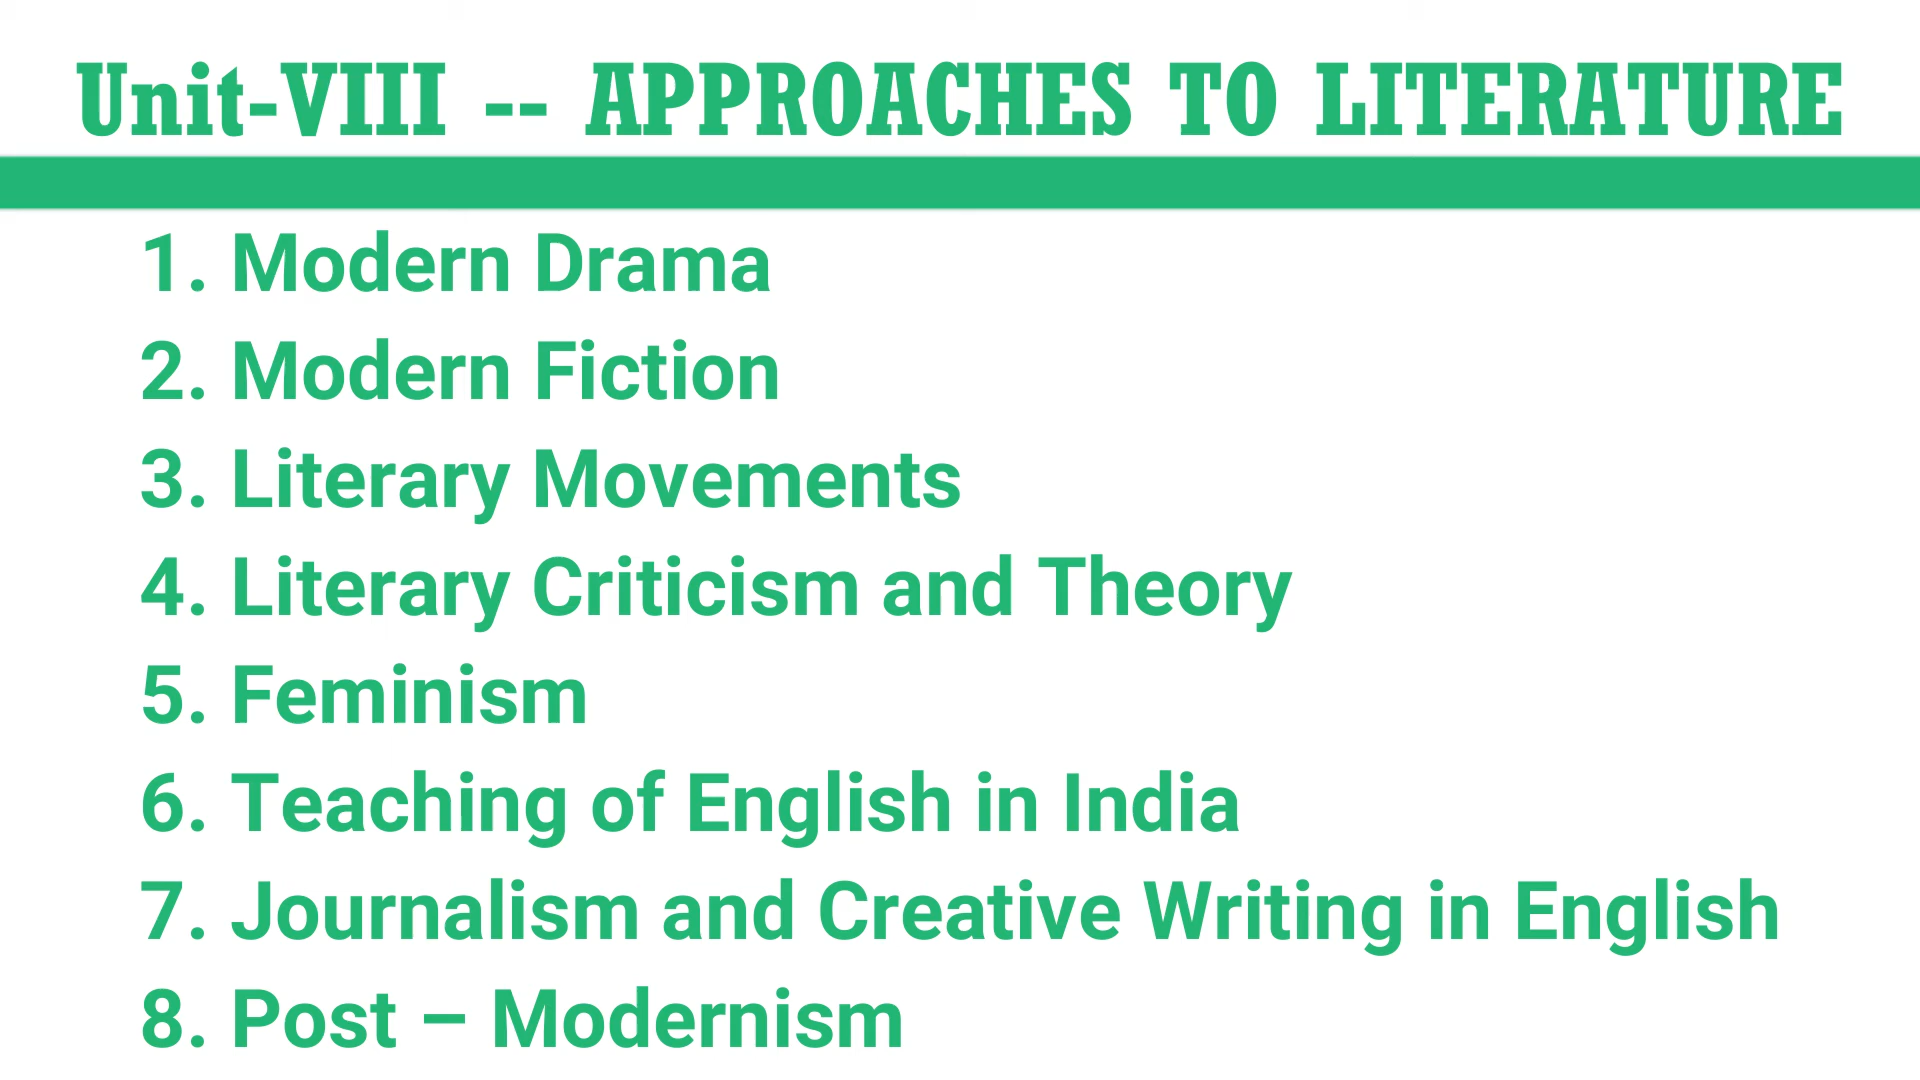 Unit-VIII -- APPROACHES TO LITERATURE
1. Modern Drama
2. Modern Fiction
3. Literary Movements
4. Literary Criticism and Theory
5. Feminism
6. Teaching of English in India
7. Journalism and Creative Writing in English
8. Post – Modernism